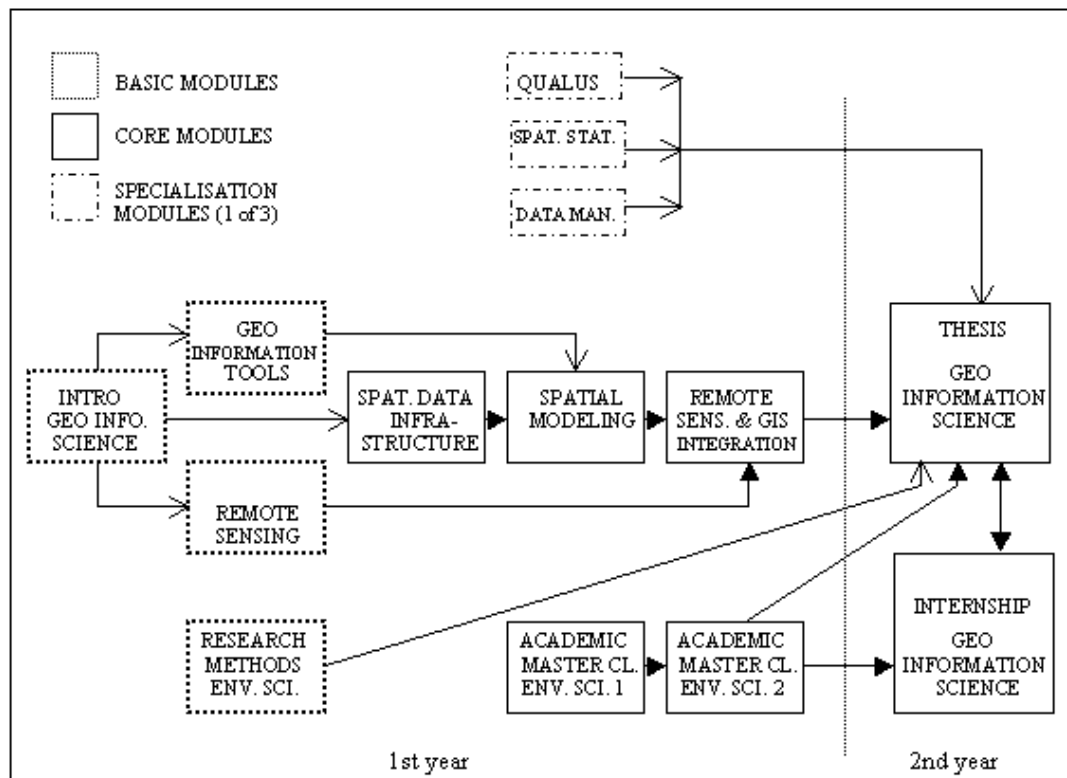 BASIC MODULES
CORE MODULES
SPECIALISATION
MODULES (1 of 3)
QUALUS
SPAT. STAT.
DATA MAN.
GEO
INFORMATION
TOOLS
INTRO
GEO INFO.
SCIENCE
SPAT. DATA
INFRA-
STRUCTURE
SPATIAL
MODELING
REMOTE
SENS. & GIS
INTEGRATION
THESIS
GEO
INFORMATION
SCIENCE
REMOTE
SENSING
RESEARCH
METHODS
ENV. SCI.
ACADEMIC
MASTER CL.
ENV. SCI. 1
ACADEMIC
MASTER CL.
ENV. SCI. 2
INTERNSHIP
GEO
INFORMATION
SCIENCE
1st year
2nd year